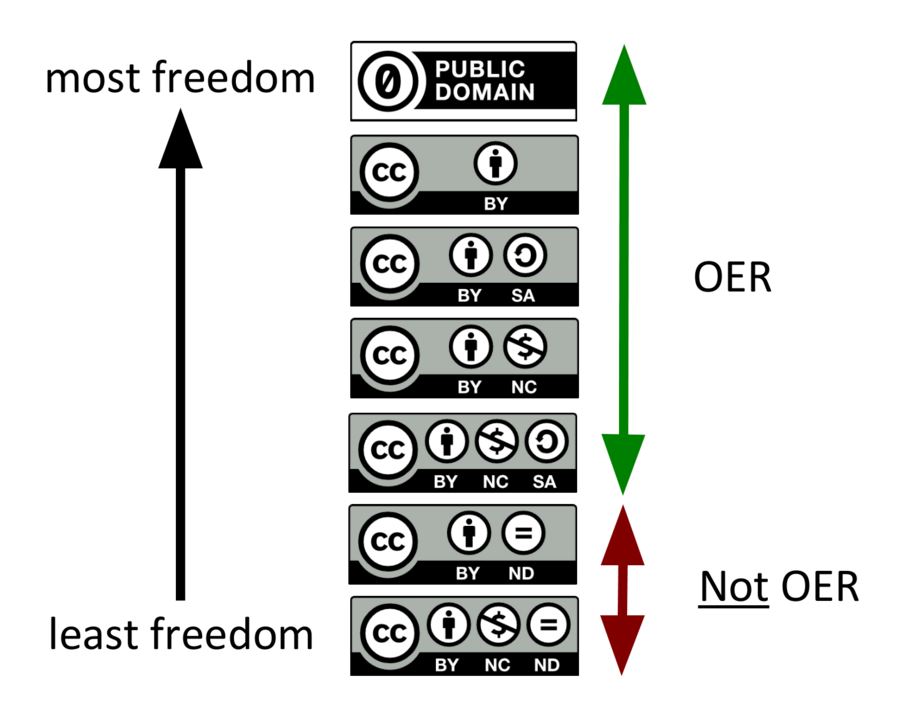 most freedom
0 PUBLIC
DOMAIN
cc
BY
cc
BY SA
OER
cc $
BY NC
cc $
BY NC SA
cc =
BY ND
Not OER
least freedom
cc $ =
BY NC ND